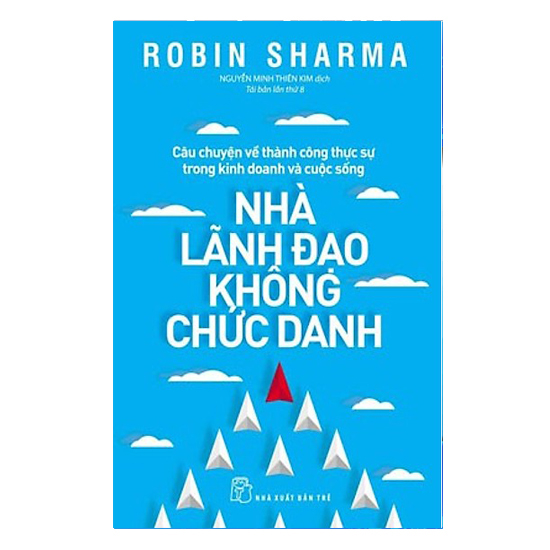 ROBIN SHARMA
NGUYỄN MINH THIÊN KIM dịch
Tái bản lần thứ 8
Câu chuyện về thành công thực sự
trong kinh doanh và cuộc sống
NHÀ
LÃNH ĐẠO
KHÔNG
CHỨC DANH
NHÀ XUẤT BẢN TRẺ